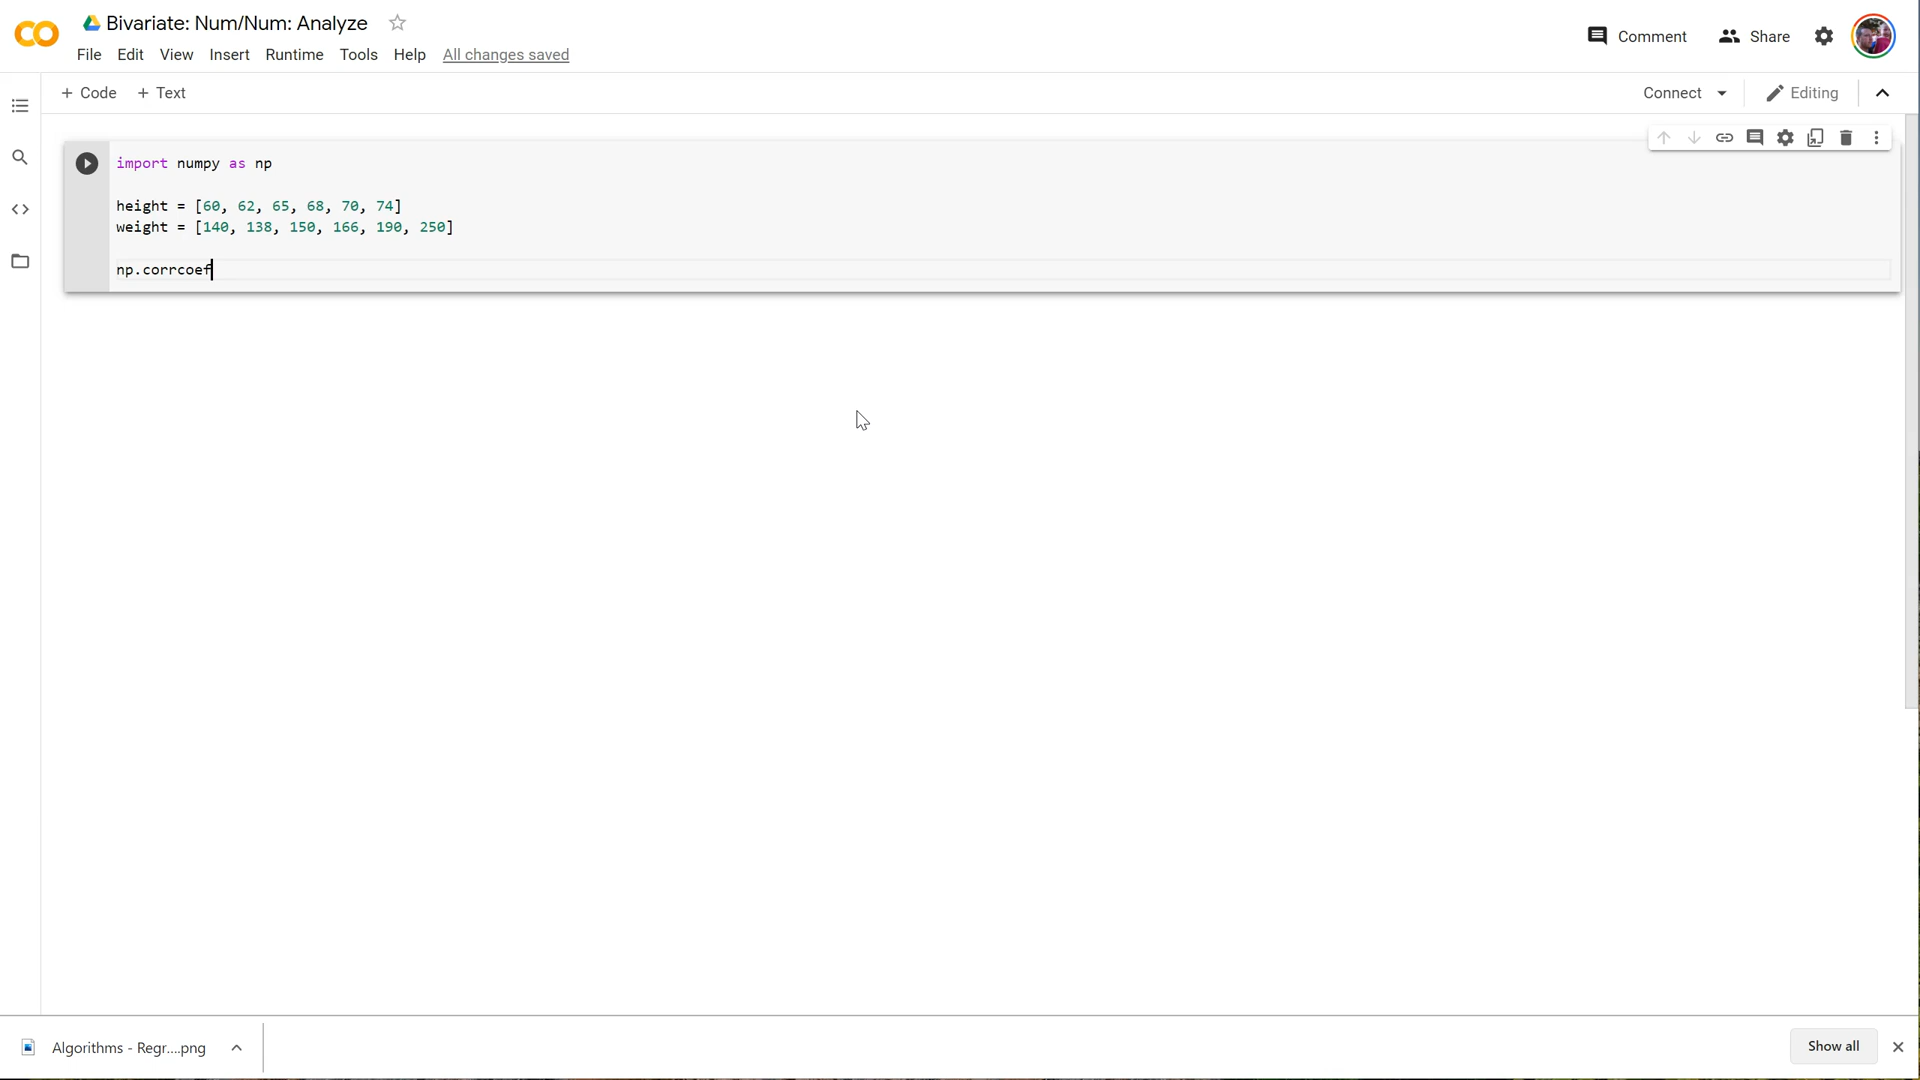 Bivariate: Num/Num: Analyze
File Edit View Insert Runtime Tools Help All changes saved
Comment Share
+ Code + Text
Connect Editing
import numpy as np
height = [60, 62, 65, 68, 70, 74]
weight = [140, 138, 150, 166, 190, 250]
np.corrcoef
Algorithms - Regr....png
Show all